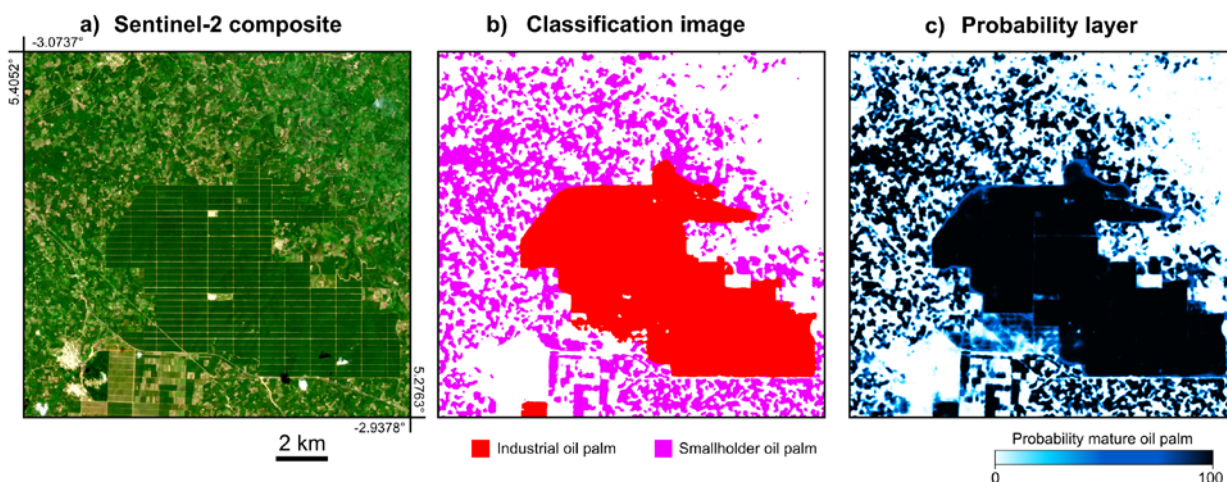 a) Sentinel-2 composite
b) Classification image
c) Probability layer
-3.0737°
5.4052°
5.2763°
-2.9378°
2 km
Industrial oil palm
Smallholder oil palm
Probability mature oil palm
0
100